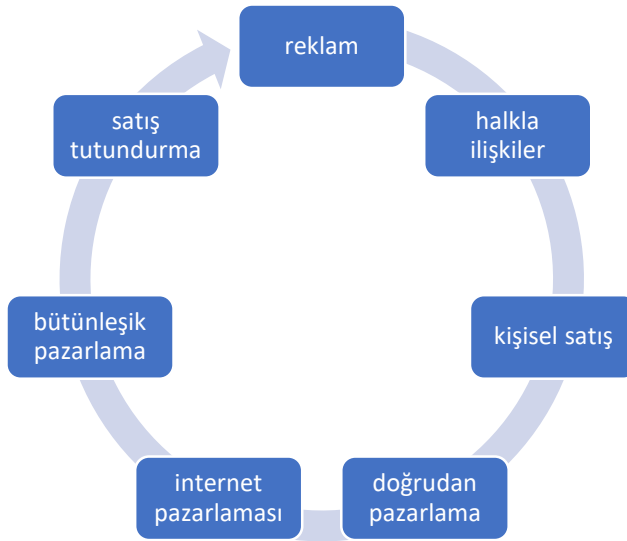 reklam
halkla
ilişkiler
kişisel satış
doğrudan
pazarlama
internet
pazarlaması
bütünleşik
pazarlama
satış
tutundurma